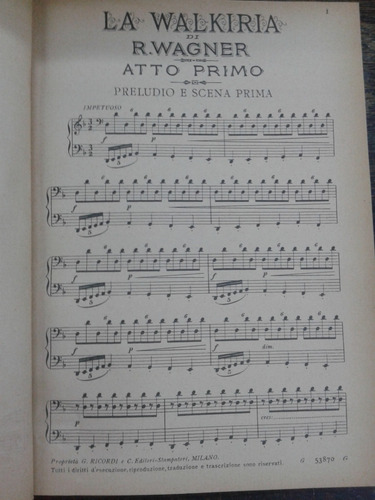 1
LA WALKIRIA
DI
R. WAGNER
ATTO PRIMO
PRELUDIO E SCENA PRIMA
IMPETUOSO
f p
f p
f p
f p f dim.
p cresc.
Proprietà G. RICORDI e C. Editori-Stampatori, MILANO.
Tutti i diritti d'esecuzione, riproduzione, traduzione e trascrizione sono riservati.
G 53870 G